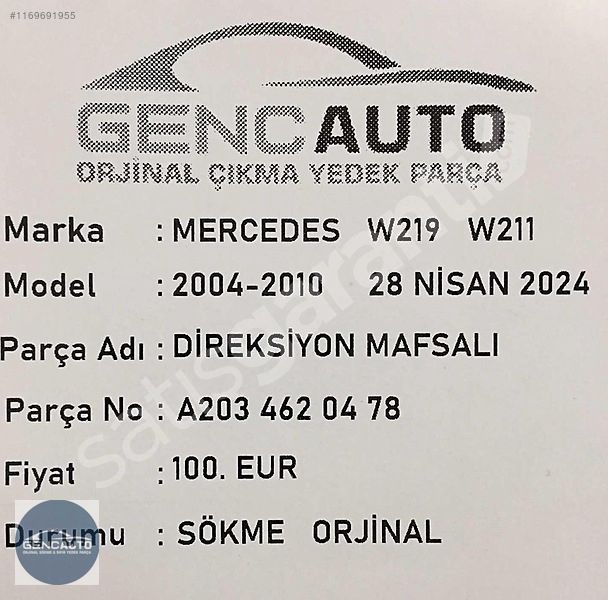 #1169691955
GENCAUTO
ORJİNAL ÇIKMA YEDEK PARÇA
Marka : MERCEDES W219 W211
Model : 2004-2010 28 NİSAN 2024
Parça Adı : DİREKSİYON MAFSALI
Parça No : A203 462 04 78
Fiyat : 100. EUR
Durumu : SÖKME ORJİNAL
GENCAUTO
satisgaranti